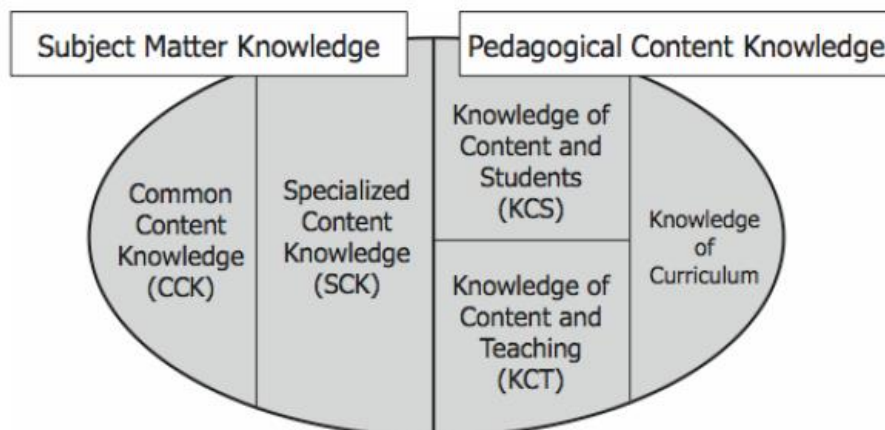 Subject Matter Knowledge
Pedagogical Content Knowledge
Common
Content
Knowledge
(CCK)
Specialized
Content
Knowledge
(SCK)
Knowledge of
Content and
Students
(KCS)
Knowledge of
Content and
Teaching
(KCT)
Knowledge
of
Curriculum